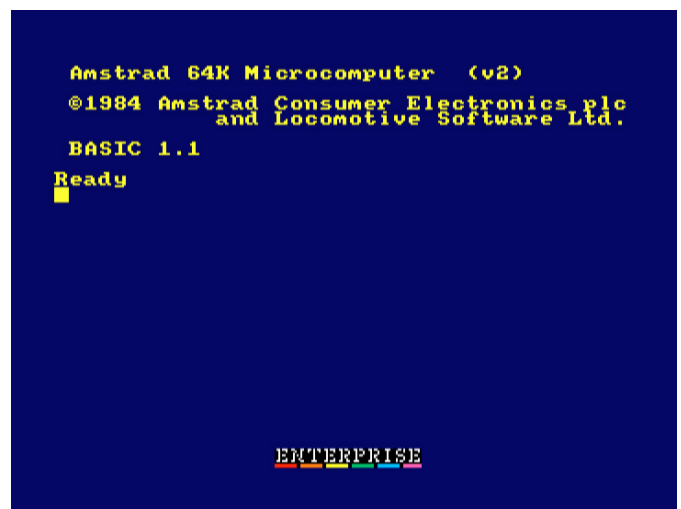 Amstrad 64K Microcomputer (v2)
©1984 Amstrad Consumer Electronics plc
and Locomotive Software Ltd.
BASIC 1.1
Ready
ENTERPRISE